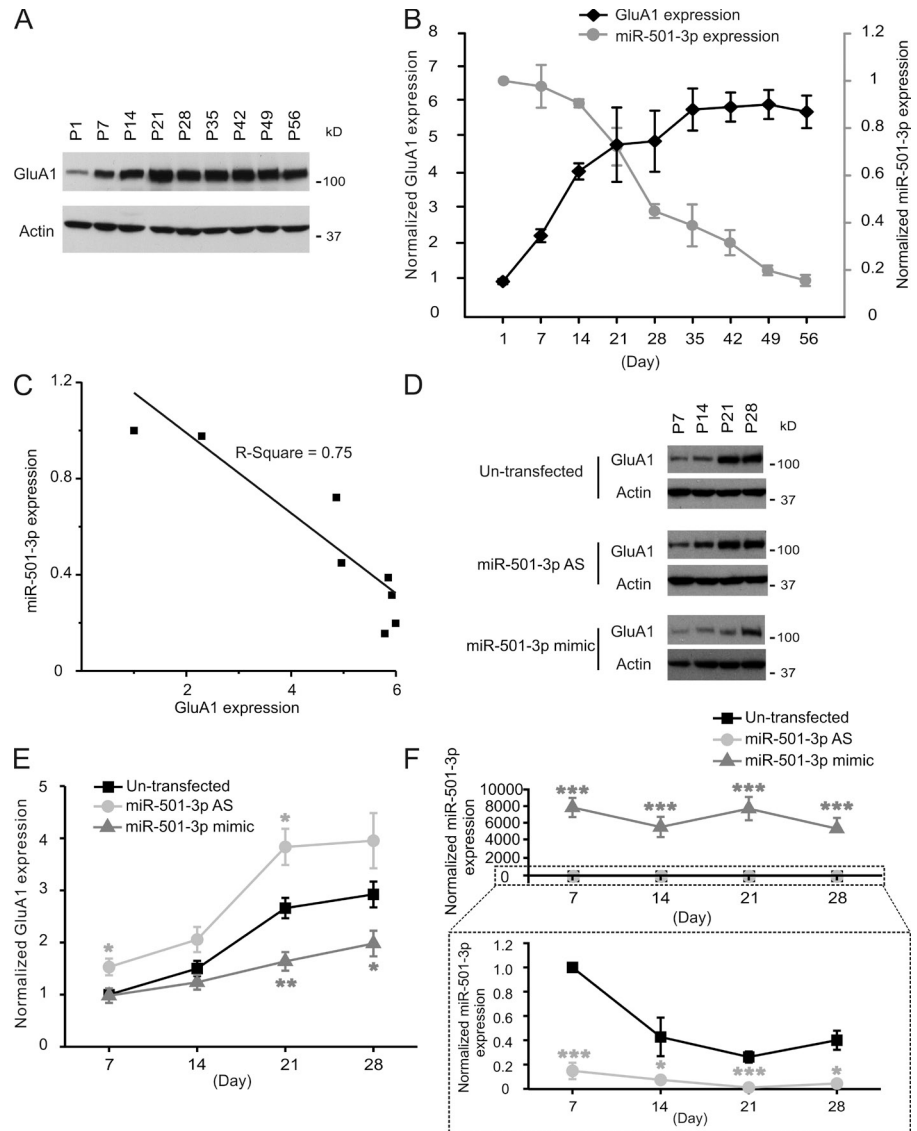 A
P1 P7 P14 P21 P28 P35 P42 P49 P56 kD
GluA1
-100
Actin
- 37
B
GluA1 expression
miR-501-3p expression
Normalized GluA1 expression
8
7
6
5
4
3
2
1
0
Normalized miR-501-3p expression
1.2
1
0.8
0.6
0.4
0.2
0
1 7 14 21 28 35 42 49 56
(Day)
C
miR-501-3p expression
1.2
0.8
0.4
0
R-Square = 0.75
2 4 6
GluA1 expression
D
P7 P14 P21 P28 kD
Un-transfected
GluA1
- 100
Actin
- 37
miR-501-3p AS
GluA1
- 100
Actin
- 37
miR-501-3p mimic
GluA1
- 100
Actin
- 37
E
Un-transfected
miR-501-3p AS
miR-501-3p mimic
Normalized GluA1 expression
5
4
3
2
1
0
* * ** *
7 14 21 28
(Day)
F
Un-transfected
miR-501-3p AS
miR-501-3p mimic
Normalized miR-501-3p
expression
10000
8000
6000
4000
2000
0
*** *** *** ***
7 14 21 28
(Day)
Normalized miR-501-3p
expression
1.2
1.0
0.8
0.6
0.4
0.2
0
*** * *** *
7 14 21 28
(Day)